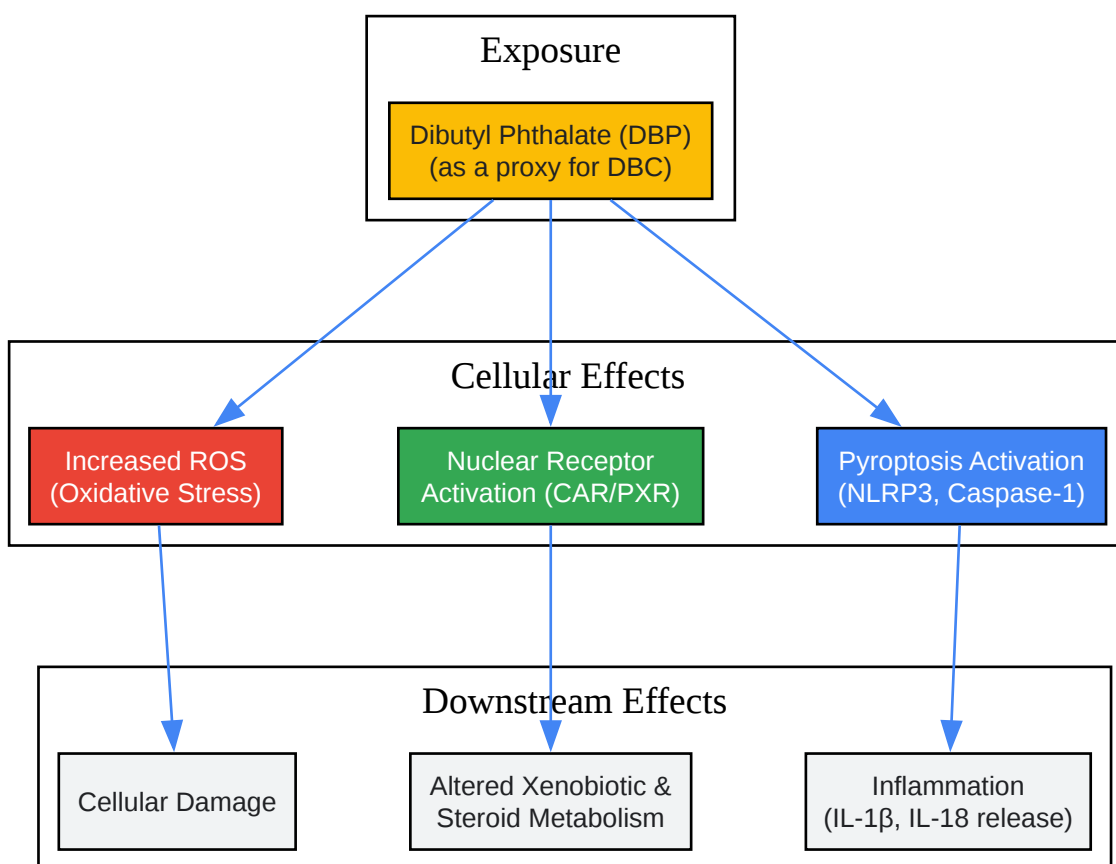 Exposure
Dibutyl Phthalate (DBP)
(as a proxy for DBC)
Cellular Effects
Increased ROS
(Oxidative Stress)
Nuclear Receptor
Activation (CAR/PXR)
Pyroptosis Activation
(NLRP3, Caspase-1)
Downstream Effects
Cellular Damage
Altered Xenobiotic &
Steroid Metabolism
Inflammation
(IL-1β, IL-18 release)